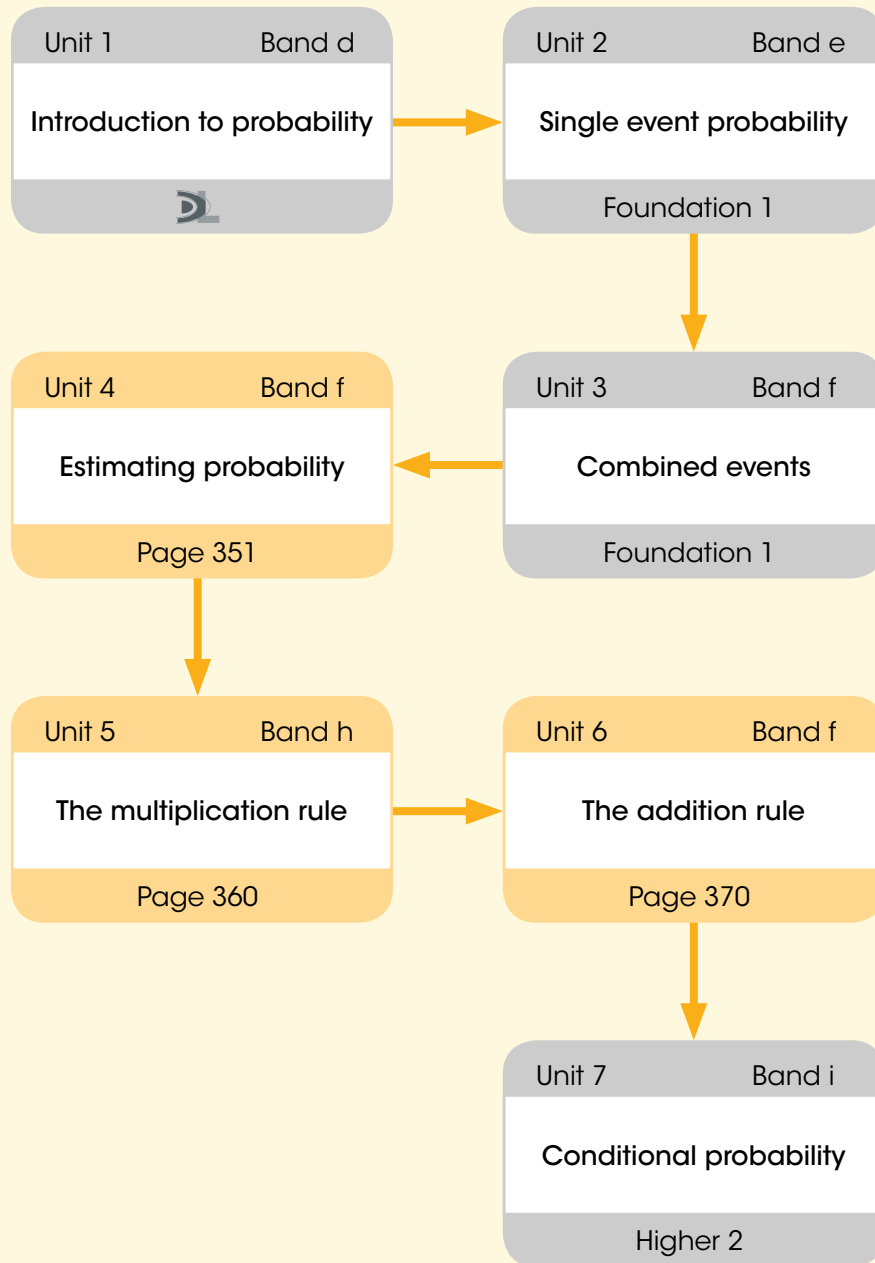 Unit 1 Band d
Introduction to probability
DL
Unit 2 Band e
Single event probability
Foundation 1
Unit 3 Band f
Combined events
Foundation 1
Unit 4 Band f
Estimating probability
Page 351
Unit 5 Band h
The multiplication rule
Page 360
Unit 6 Band f
The addition rule
Page 370
Unit 7 Band i
Conditional probability
Higher 2